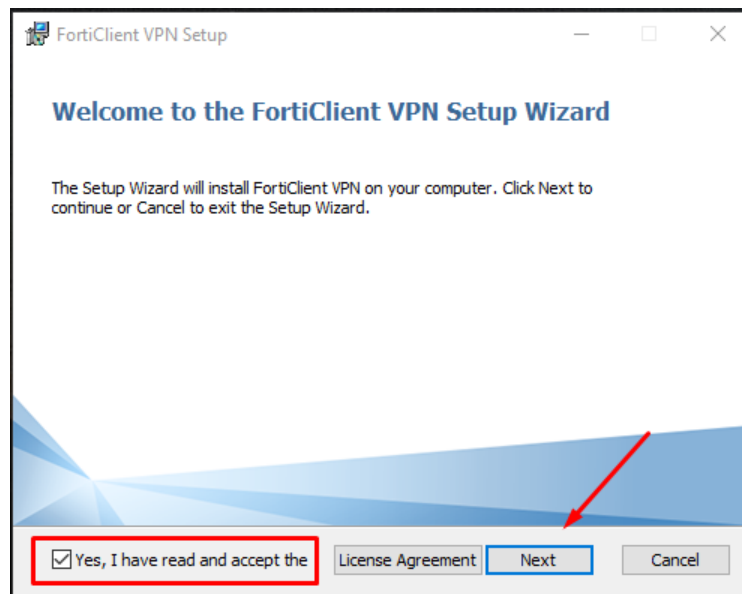 FortiClient VPN Setup
Welcome to the FortiClient VPN Setup Wizard
The Setup Wizard will install FortiClient VPN on your computer. Click Next to
continue or Cancel to exit the Setup Wizard.
Yes, I have read and accept the License Agreement Next Cancel